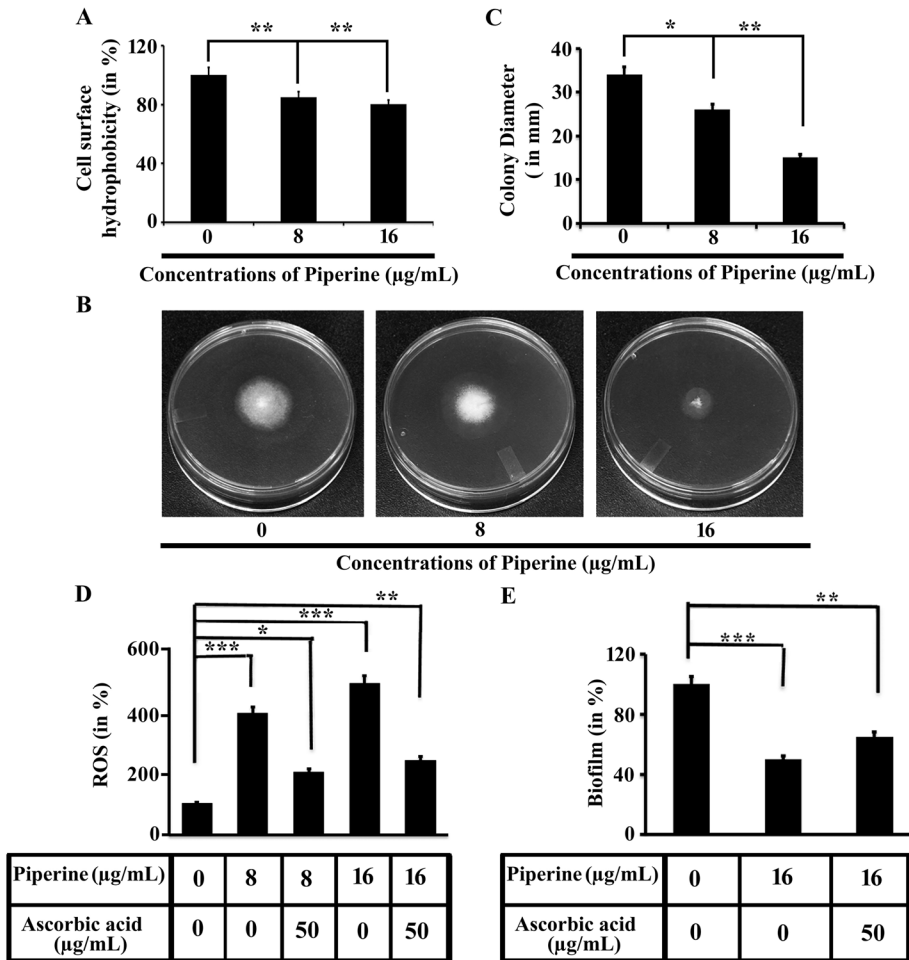 A
** **
Cell surface
hydrophobicity (in %)
120
80
40
0
0 8 16
Concentrations of Piperine (µg/mL)
C
* **
Colony Diameter
( in mm)
40
30
20
10
0
0 8 16
Concentrations of Piperine (µg/mL)
B
0 8 16
Concentrations of Piperine (µg/mL)
D
**
***
*
***
ROS (in %)
600
400
200
0
Piperine (µg/mL) 0 8 8 16 16
Ascorbic acid
(µg/mL) 0 0 50 0 50
E
**
***
Biofilm (in %)
120
80
40
0
Piperine (µg/mL) 0 16 16
Ascorbic acid
(µg/mL) 0 0 50